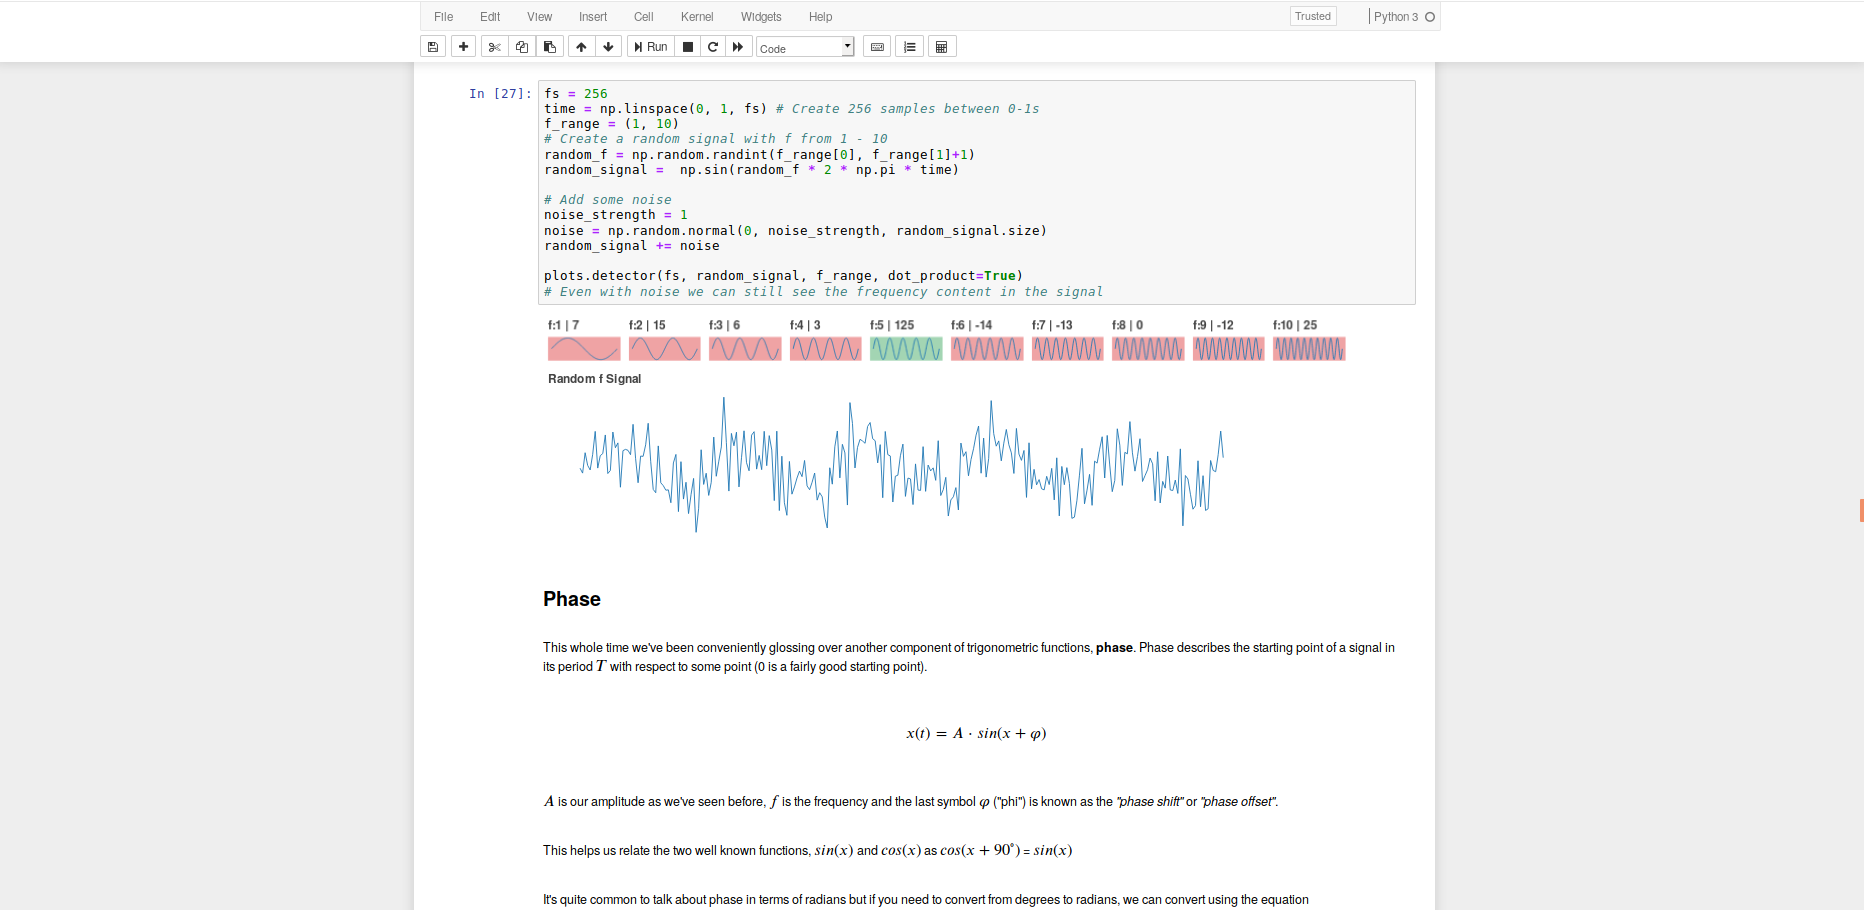 File Edit View Insert Cell Kernel Widgets Help Trusted Python 3
Run Code
In [27]: fs = 256
time = np.linspace(0, 1, fs) # Create 256 samples between 0-1s
f_range = (1, 10)
# Create a random signal with f from 1 - 10
random_f = np.random.randint(f_range[0], f_range[1]+1)
random_signal =  np.sin(random_f * 2 * np.pi * time)
# Add some noise
noise_strength = 1
noise = np.random.normal(0, noise_strength, random_signal.size)
random_signal += noise
plots.detector(fs, random_signal, f_range, dot_product=True)
# Even with noise we can still see the frequency content in the signal
f:1 | 7 f:2 | 15 f:3 | 6 f:4 | 3 f:5 | 125 f:6 | -14 f:7 | -13 f:8 | 0 f:9 | -12 f:10 | 25
Random f Signal
Phase
This whole time we've been conveniently glossing over another component of trigonometric functions, phase. Phase describes the starting point of a signal in
its period T with respect to some point (0 is a fairly good starting point).
x(t) = A · sin(x + φ)
A is our amplitude as we've seen before, f is the frequency and the last symbol φ ("phi") is known as the "phase shift" or "phase offset".
This helps us relate the two well known functions, sin(x) and cos(x) as cos(x + 90°) = sin(x)
It's quite common to talk about phase in terms of radians but if you need to convert from degrees to radians, we can convert using the equation